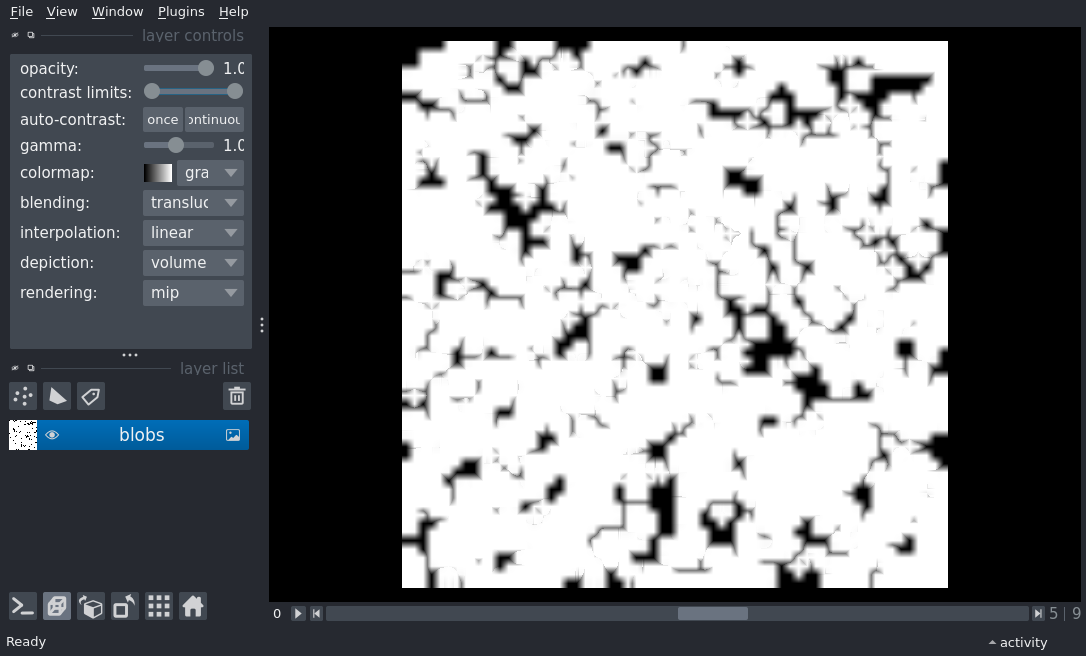 File View Window Plugins Help
layer controls
opacity: 1.0
contrast limits:
auto-contrast: once ontinuou
gamma: 1.0
colormap: gra
blending: transluc
interpolation: linear
depiction: volume
rendering: mip
layer list
blobs
0 5 | 9
Ready activity